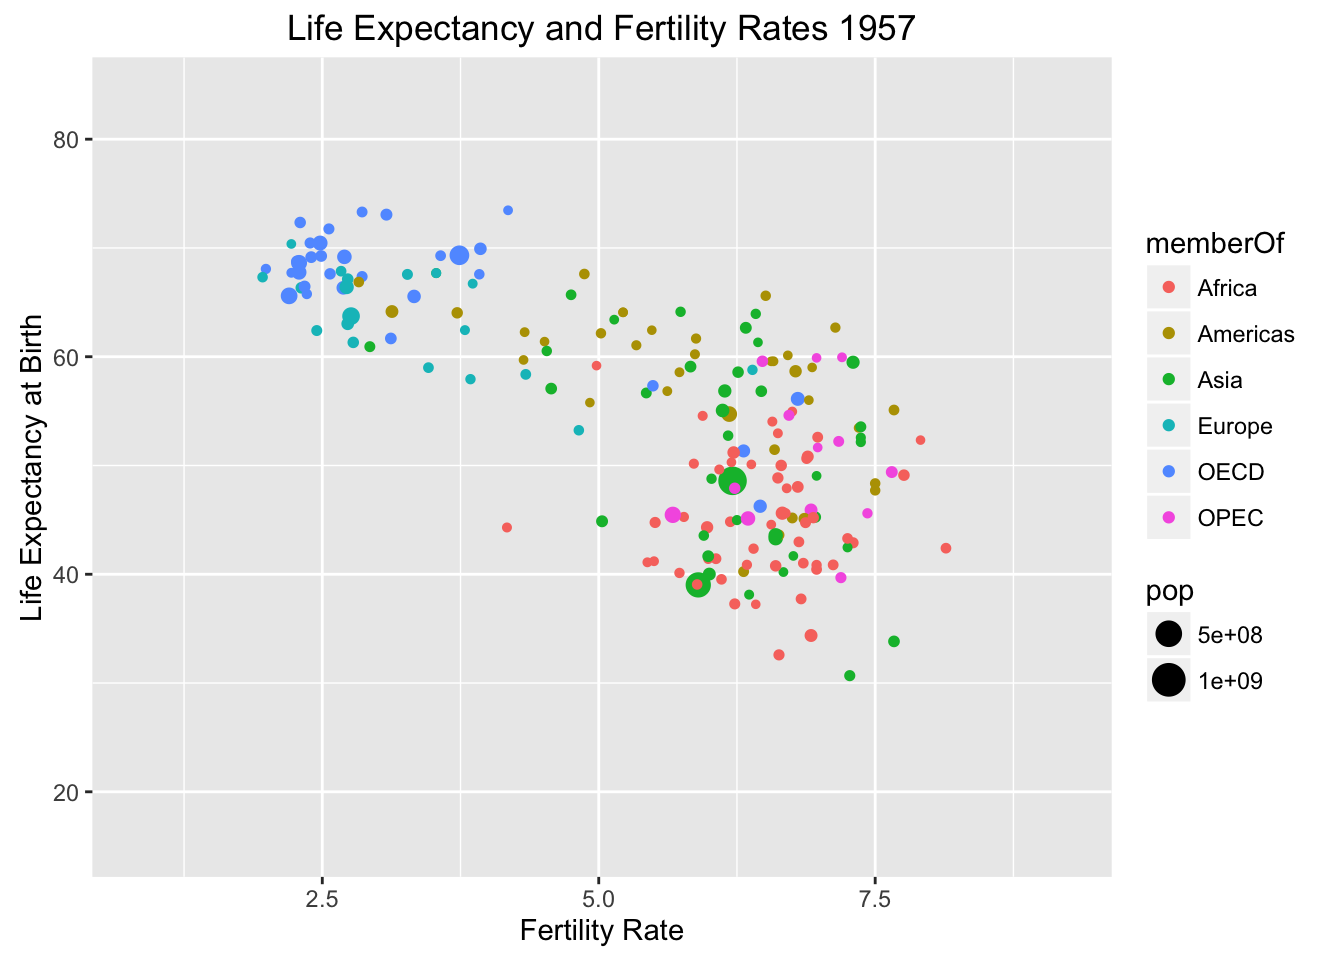 Life Expectancy and Fertility Rates 1957
Life Expectancy at Birth
80
60
40
20
2.5
5.0
7.5
Fertility Rate
memberOf
Africa
Americas
Asia
Europe
OECD
OPEC
pop
5e+08
1e+09